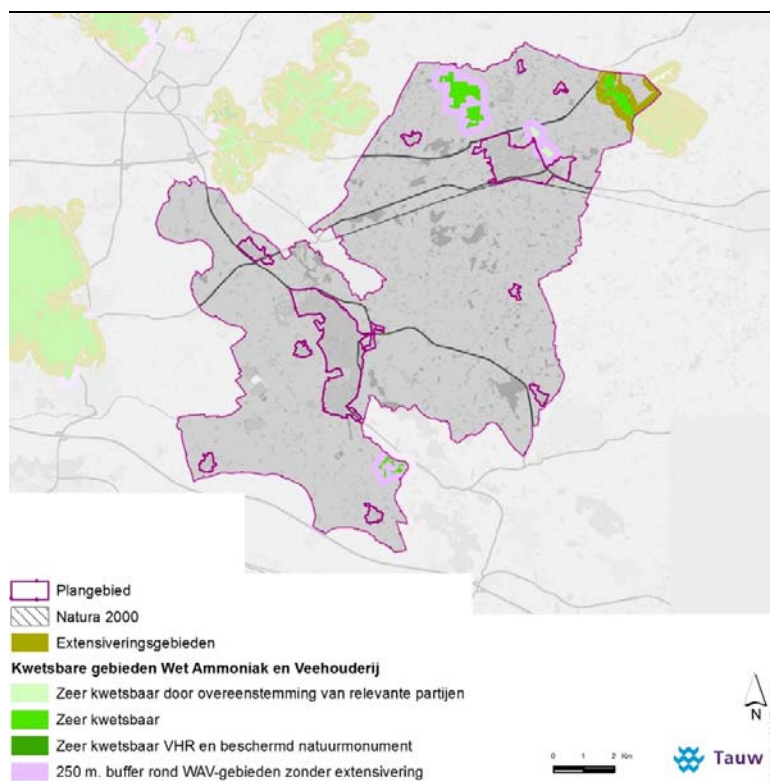 Plangebied
Natura 2000
Extensiveringsgebieden
Kwetsbare gebieden Wet Ammoniak en Veehouderij
Zeer kwetsbaar door overeenstemming van relevante partijen
Zeer kwetsbaar
Zeer kwetsbaar VHR en beschermd natuurmonument
250 m. buffer rond WAV-gebieden zonder extensivering
N
0 1 2 Km
Tauw